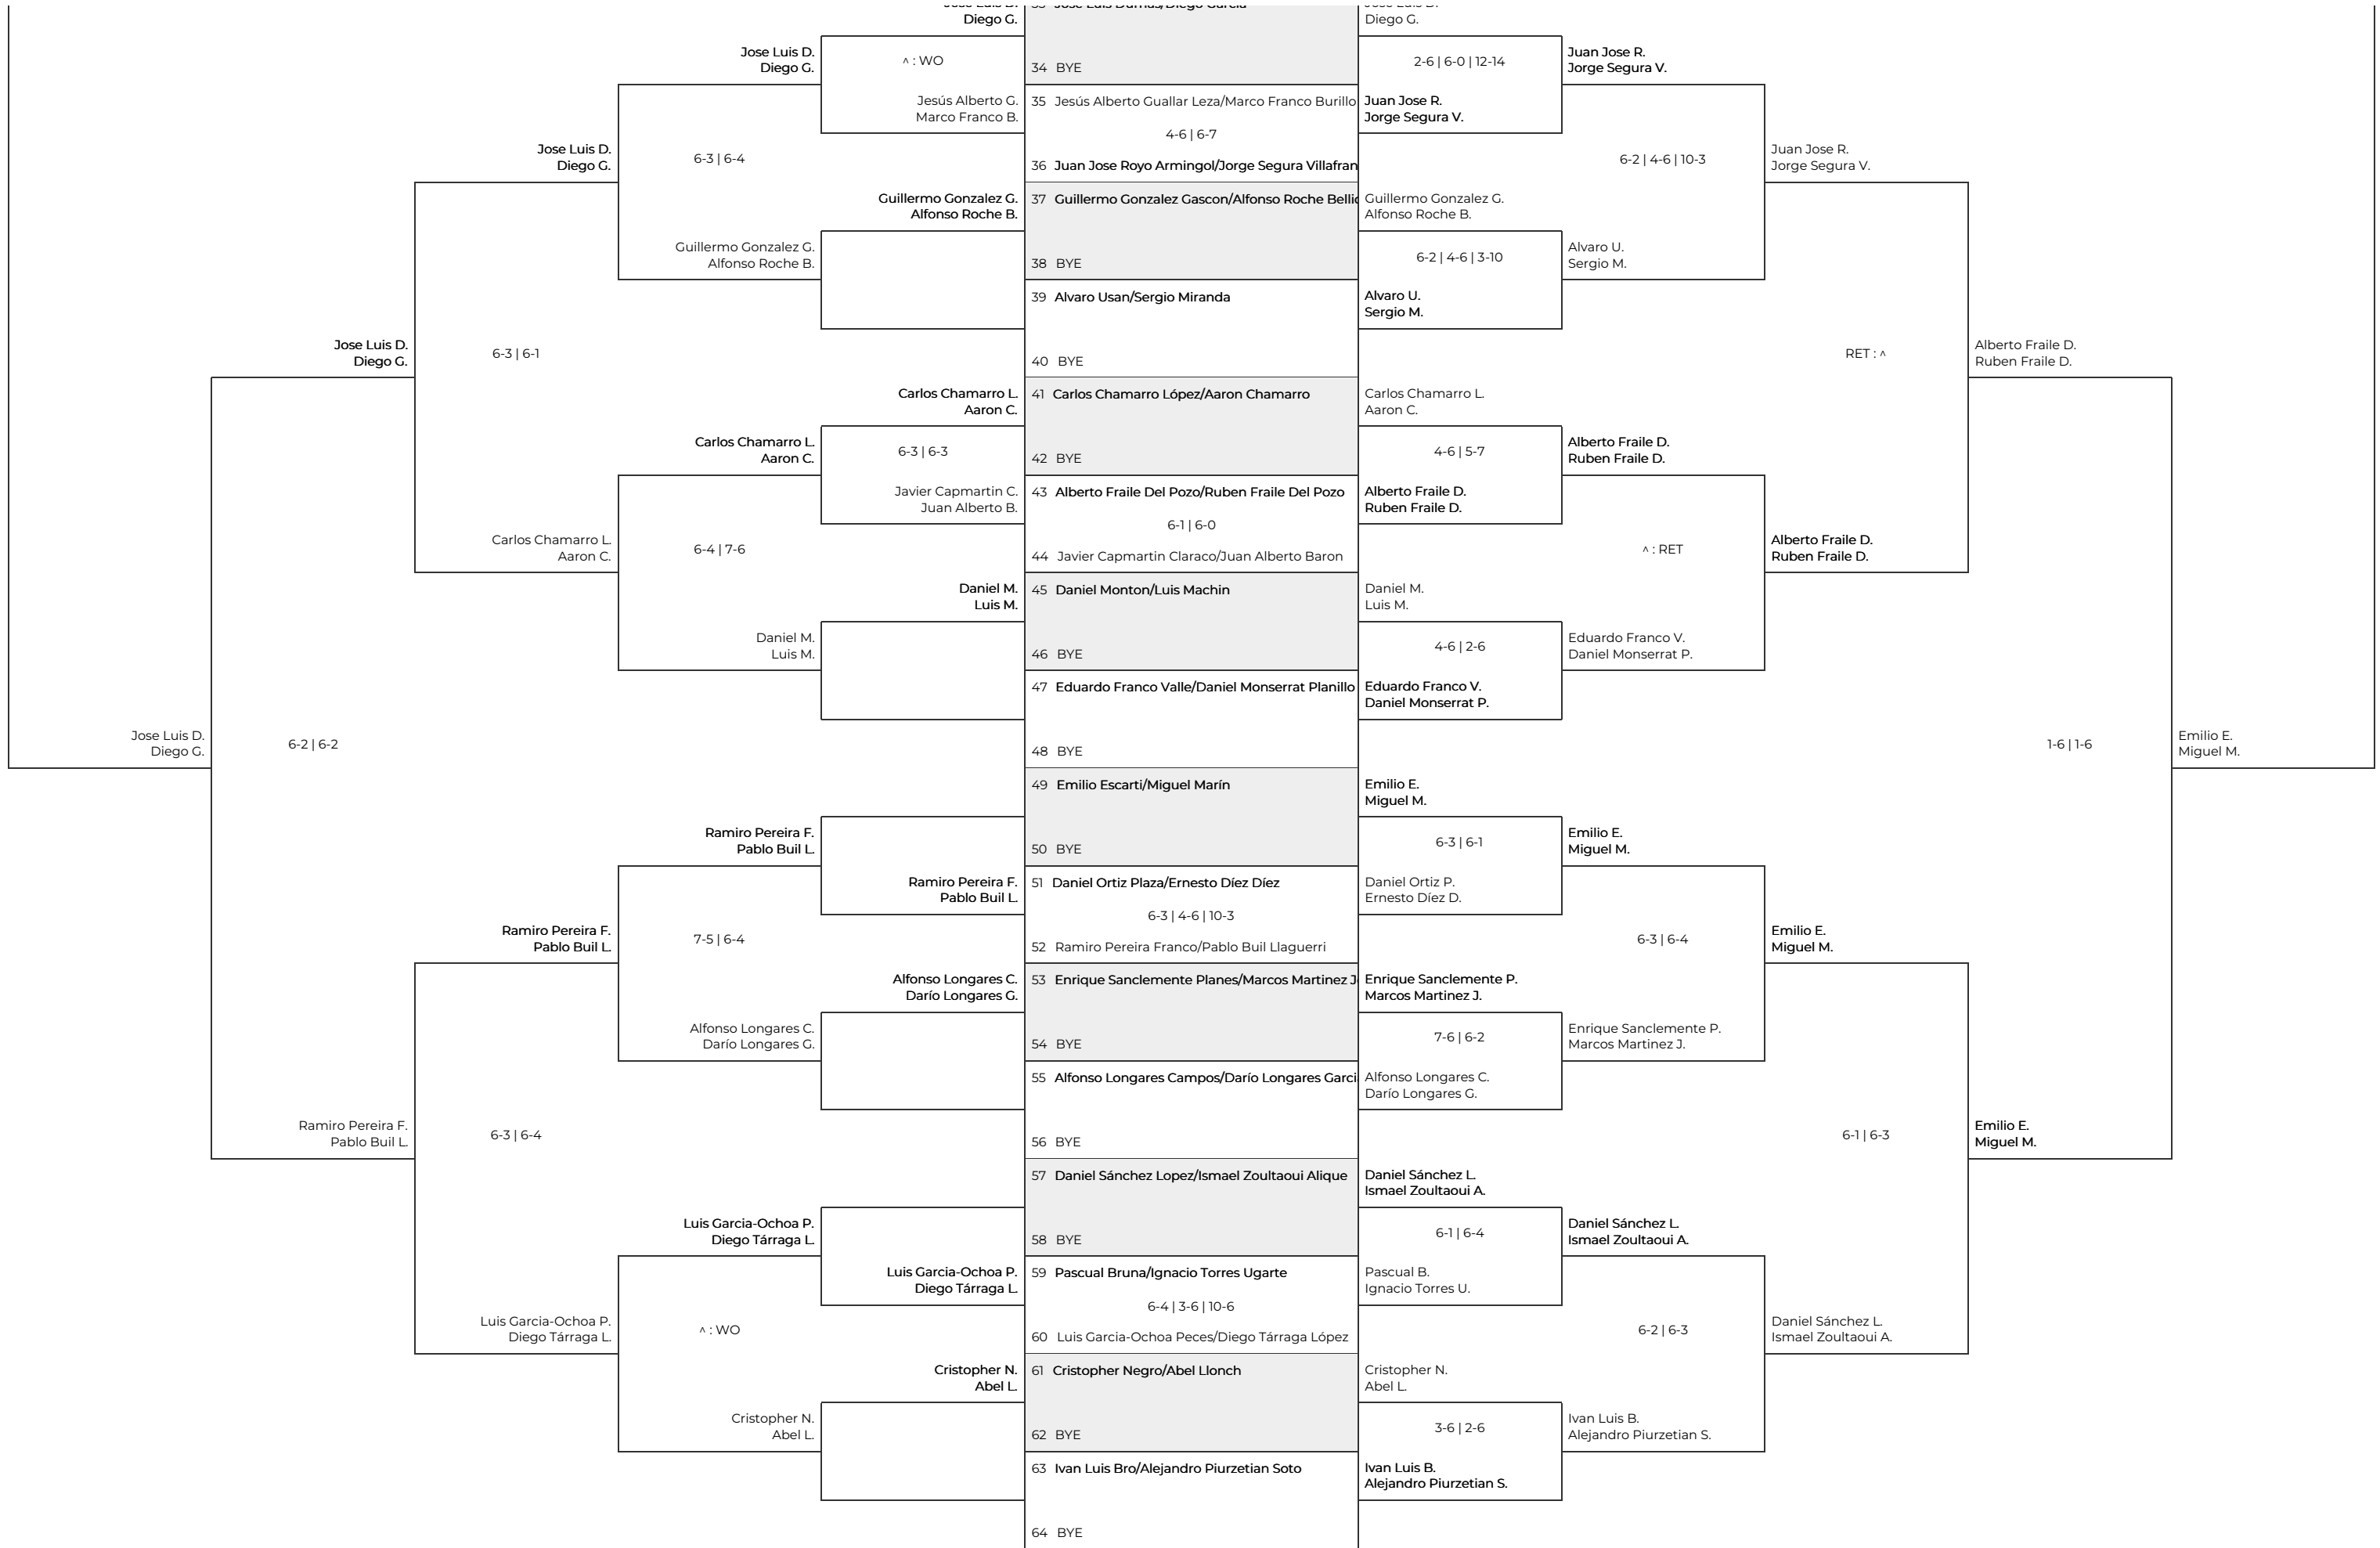 Jose Luis D.
Diego G.
Jose Luis D.
Diego G.
6-2 | 6-2
Ramiro Pereira F.
Pablo Buil L.
Jose Luis D.
Diego G.
6-3 | 6-1
Carlos Chamarro L.
Aaron C.
Ramiro Pereira F.
Pablo Buil L.
6-3 | 6-4
Luis Garcia-Ochoa P.
Diego Tárraga L.
Jose Luis D.
Diego G.
6-3 | 6-4
Guillermo Gonzalez G.
Alfonso Roche B.
Carlos Chamarro L.
Aaron C.
6-4 | 7-6
Daniel M.
Luis M.
Ramiro Pereira F.
Pablo Buil L.
7-5 | 6-4
Alfonso Longares C.
Darío Longares G.
Luis Garcia-Ochoa P.
Diego Tárraga L.
^ : WO
Cristopher N.
Abel L.
Diego G.
^ : WO
Jesús Alberto G.
Marco Franco B.
Guillermo Gonzalez G.
Alfonso Roche B.
Carlos Chamarro L.
Aaron C.
6-3 | 6-3
Javier Capmartin C.
Juan Alberto B.
Daniel M.
Luis M.
Ramiro Pereira F.
Pablo Buil L.
Alfonso Longares C.
Darío Longares G.
Luis Garcia-Ochoa P.
Diego Tárraga L.
Cristopher N.
Abel L.
34 BYE
35 Jesús Alberto Guallar Leza/Marco Franco Burillo
4-6 | 6-7
36 Juan Jose Royo Armingol/Jorge Segura Villafran
37 Guillermo Gonzalez Gascon/Alfonso Roche Bellid
38 BYE
39 Alvaro Usan/Sergio Miranda
40 BYE
41 Carlos Chamarro López/Aaron Chamarro
42 BYE
43 Alberto Fraile Del Pozo/Ruben Fraile Del Pozo
6-1 | 6-0
44 Javier Capmartin Claraco/Juan Alberto Baron
45 Daniel Monton/Luis Machin
46 BYE
47 Eduardo Franco Valle/Daniel Monserrat Planillo
48 BYE
49 Emilio Escarti/Miguel Marín
50 BYE
51 Daniel Ortiz Plaza/Ernesto Díez Díez
6-3 | 4-6 | 10-3
52 Ramiro Pereira Franco/Pablo Buil Llaguerri
53 Enrique Sanclemente Planes/Marcos Martinez J
54 BYE
55 Alfonso Longares Campos/Darío Longares Garci
56 BYE
57 Daniel Sánchez Lopez/Ismael Zoultaoui Alique
58 BYE
59 Pascual Bruna/Ignacio Torres Ugarte
6-4 | 3-6 | 10-6
60 Luis Garcia-Ochoa Peces/Diego Tárraga López
61 Cristopher Negro/Abel Llonch
62 BYE
63 Ivan Luis Bro/Alejandro Piurzetian Soto
64 BYE
Diego G.
2-6 | 6-0 | 12-14
Juan Jose R.
Jorge Segura V.
Guillermo Gonzalez G.
Alfonso Roche B.
6-2 | 4-6 | 3-10
Alvaro U.
Sergio M.
Carlos Chamarro L.
Aaron C.
4-6 | 5-7
Alberto Fraile D.
Ruben Fraile D.
Daniel M.
Luis M.
4-6 | 2-6
Eduardo Franco V.
Daniel Monserrat P.
Emilio E.
Miguel M.
6-3 | 6-1
Daniel Ortiz P.
Ernesto Díez D.
Enrique Sanclemente P.
Marcos Martinez J.
7-6 | 6-2
Alfonso Longares C.
Darío Longares G.
Daniel Sánchez L.
Ismael Zoultaoui A.
6-1 | 6-4
Pascual B.
Ignacio Torres U.
Cristopher N.
Abel L.
3-6 | 2-6
Ivan Luis B.
Alejandro Piurzetian S.
Juan Jose R.
Jorge Segura V.
6-2 | 4-6 | 10-3
Alvaro U.
Sergio M.
Alberto Fraile D.
Ruben Fraile D.
^ : RET
Eduardo Franco V.
Daniel Monserrat P.
Emilio E.
Miguel M.
6-3 | 6-4
Enrique Sanclemente P.
Marcos Martinez J.
Daniel Sánchez L.
Ismael Zoultaoui A.
6-2 | 6-3
Ivan Luis B.
Alejandro Piurzetian S.
Juan Jose R.
Jorge Segura V.
RET : ^
Alberto Fraile D.
Ruben Fraile D.
Emilio E.
Miguel M.
6-1 | 6-3
Daniel Sánchez L.
Ismael Zoultaoui A.
Alberto Fraile D.
Ruben Fraile D.
1-6 | 1-6
Emilio E.
Miguel M.
Emilio E.
Miguel M.